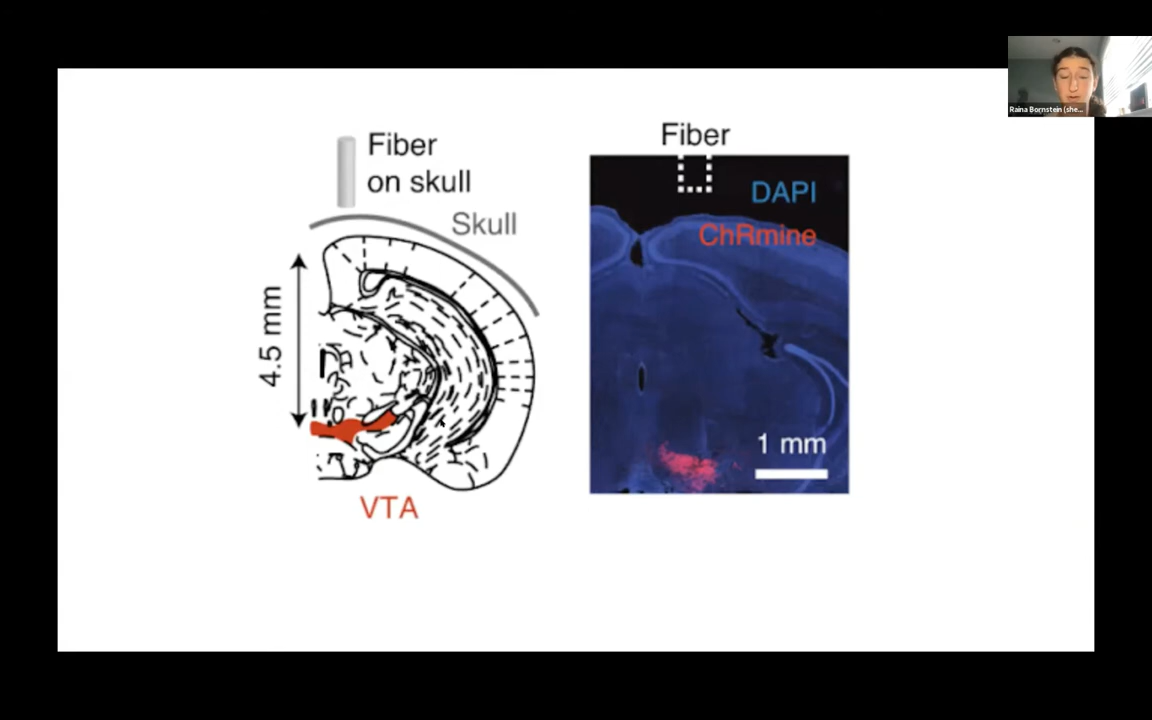 Fiber
on skull
Skull
4.5 mm
VTA
Fiber
DAPI
ChRmine
1 mm
Raina Bornstein (she...